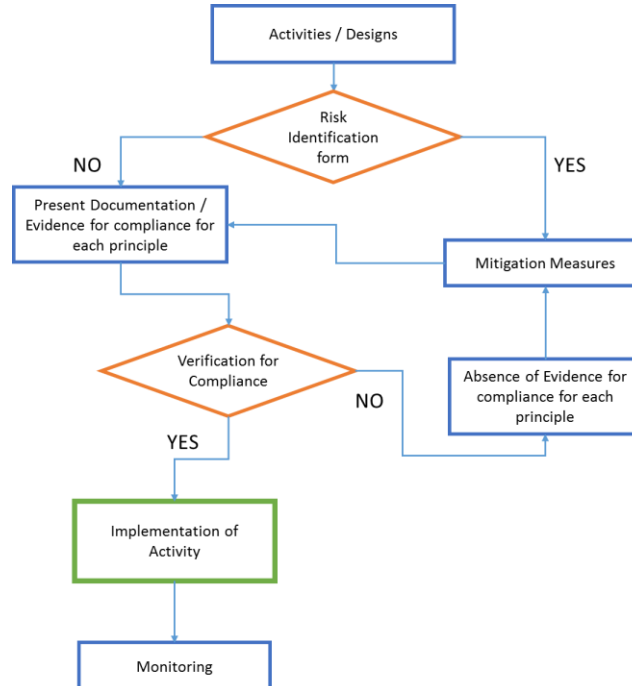 Activities / Designs
Risk
Identification
form
NO
YES
Present Documentation /
Evidence for compliance for
each principle
Mitigation Measures
Verification for
Compliance
NO
Absence of Evidence for
compliance for each
principle
YES
Implementation of
Activity
Monitoring